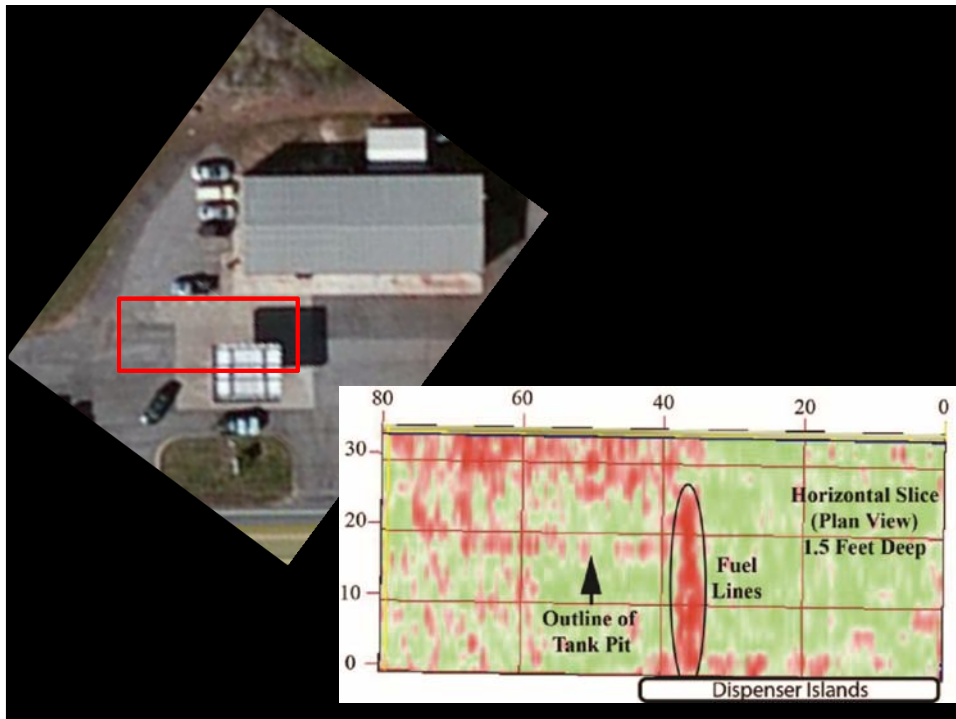 80 60 40 20 0
30
20
10
0
Horizontal Slice
(Plan View)
1.5 Feet Deep
Fuel
Lines
Outline of
Tank Pit
Dispenser Islands